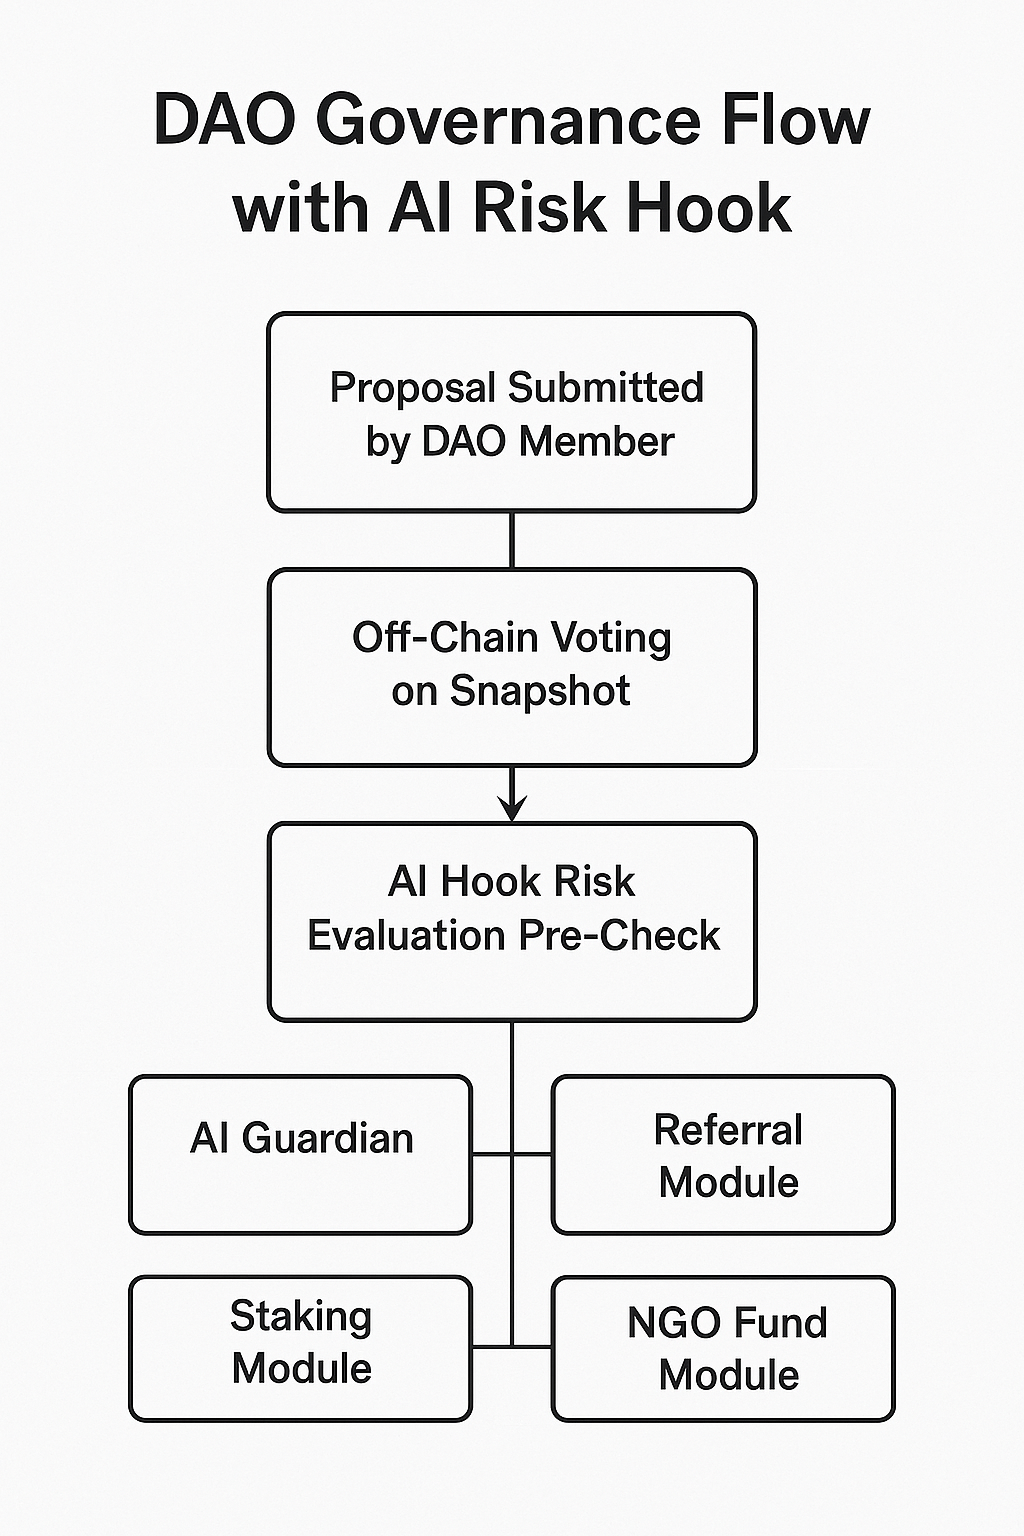 DAO Governance Flow
with AI Risk Hook
Proposal Submitted
by DAO Member
Off-Chain Voting
on Snapshot
AI Hook Risk
Evaluation Pre-Check
AI Guardian
Referral
Module
Staking
Module
NGO Fund
Module